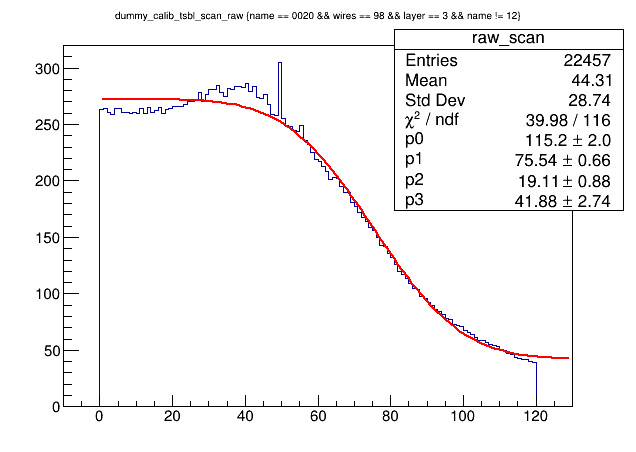 dummy_calib_tsbl_scan_raw {name == 0020 && wires == 98 && layer == 3 && name != 12}
raw_scan
Entries 22457
Mean 44.31
Std Dev 28.74
χ² / ndf 39.98 / 116
p0 115.2 ± 2.0
p1 75.54 ± 0.66
p2 19.11 ± 0.88
p3 41.88 ± 2.74
300
250
200
150
100
50
0
0 20 40 60 80 100 120